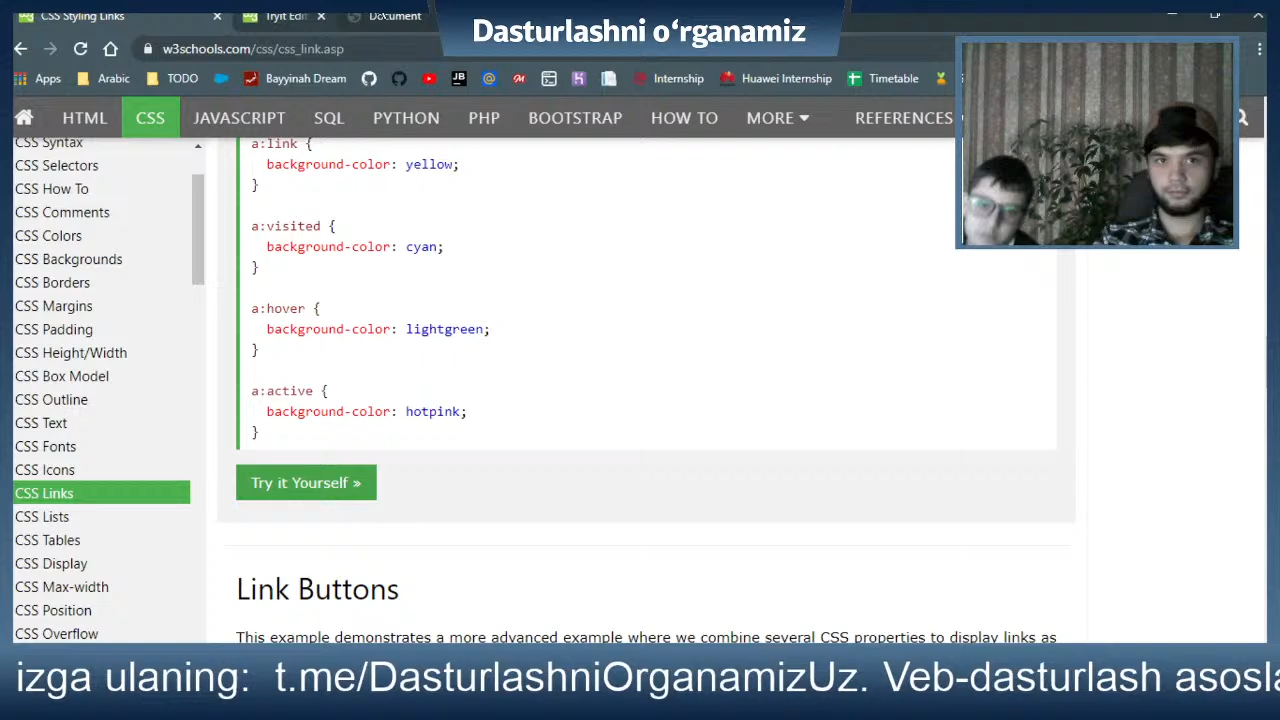 CSS Styling Links
Tryit Edit
Document
Dasturlashni o‘rganamiz
w3schools.com/css/css_link.asp
Apps Arabic TODO Bayyinah Dream JB Internship Huawei Internship Timetable
HTML CSS JAVASCRIPT SQL PYTHON PHP BOOTSTRAP HOW TO MORE REFERENCES
CSS Syntax
CSS Selectors
CSS How To
CSS Comments
CSS Colors
CSS Backgrounds
CSS Borders
CSS Margins
CSS Padding
CSS Height/Width
CSS Box Model
CSS Outline
CSS Text
CSS Fonts
CSS Icons
CSS Links
CSS Lists
CSS Tables
CSS Display
CSS Max-width
CSS Position
CSS Overflow
a:link {
background-color: yellow;
}
a:visited {
background-color: cyan;
}
a:hover {
background-color: lightgreen;
}
a:active {
background-color: hotpink;
}
Try it Yourself »
Link Buttons
This example demonstrates a more advanced example where we combine several CSS properties to display links as
izga ulaning: t.me/DasturlashniOrganamizUz. Veb-dasturlash asosla